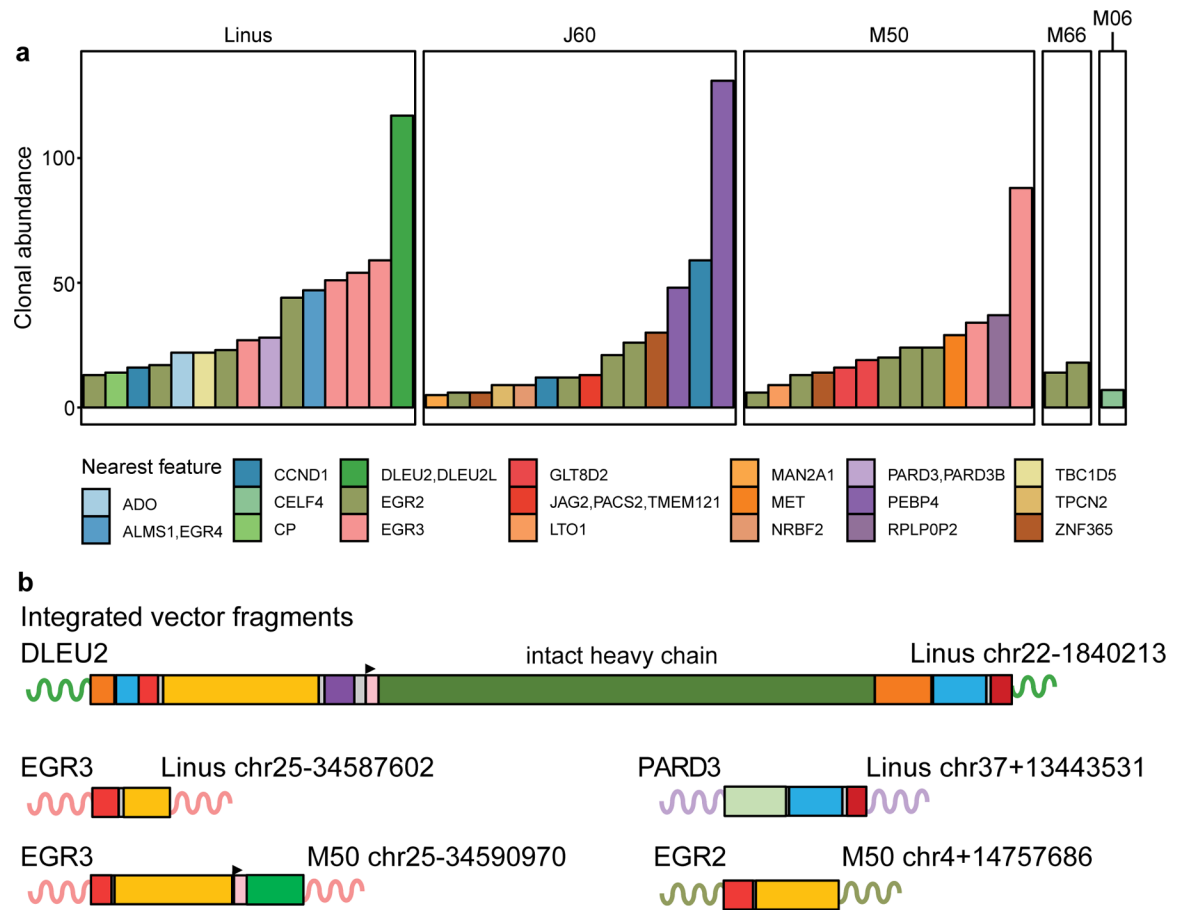 M06
Linus J60 M50 M66
a
Clonal abundance
100
50
0
Nearest feature
ADO
ALMS1,EGR4
CCND1
CELF4
CP
DLEU2,DLEU2L
EGR2
EGR3
GLT8D2
JAG2,PACS2,TMEM121
LTO1
MAN2A1
MET
NRBF2
PARD3,PARD3B
PEBP4
RPLP0P2
TBC1D5
TPCN2
ZNF365
b
Integrated vector fragments
DLEU2 intact heavy chain Linus chr22-1840213
EGR3 Linus chr25-34587602
PARD3 Linus chr37+13443531
EGR3 M50 chr25-34590970
EGR2 M50 chr4+14757686